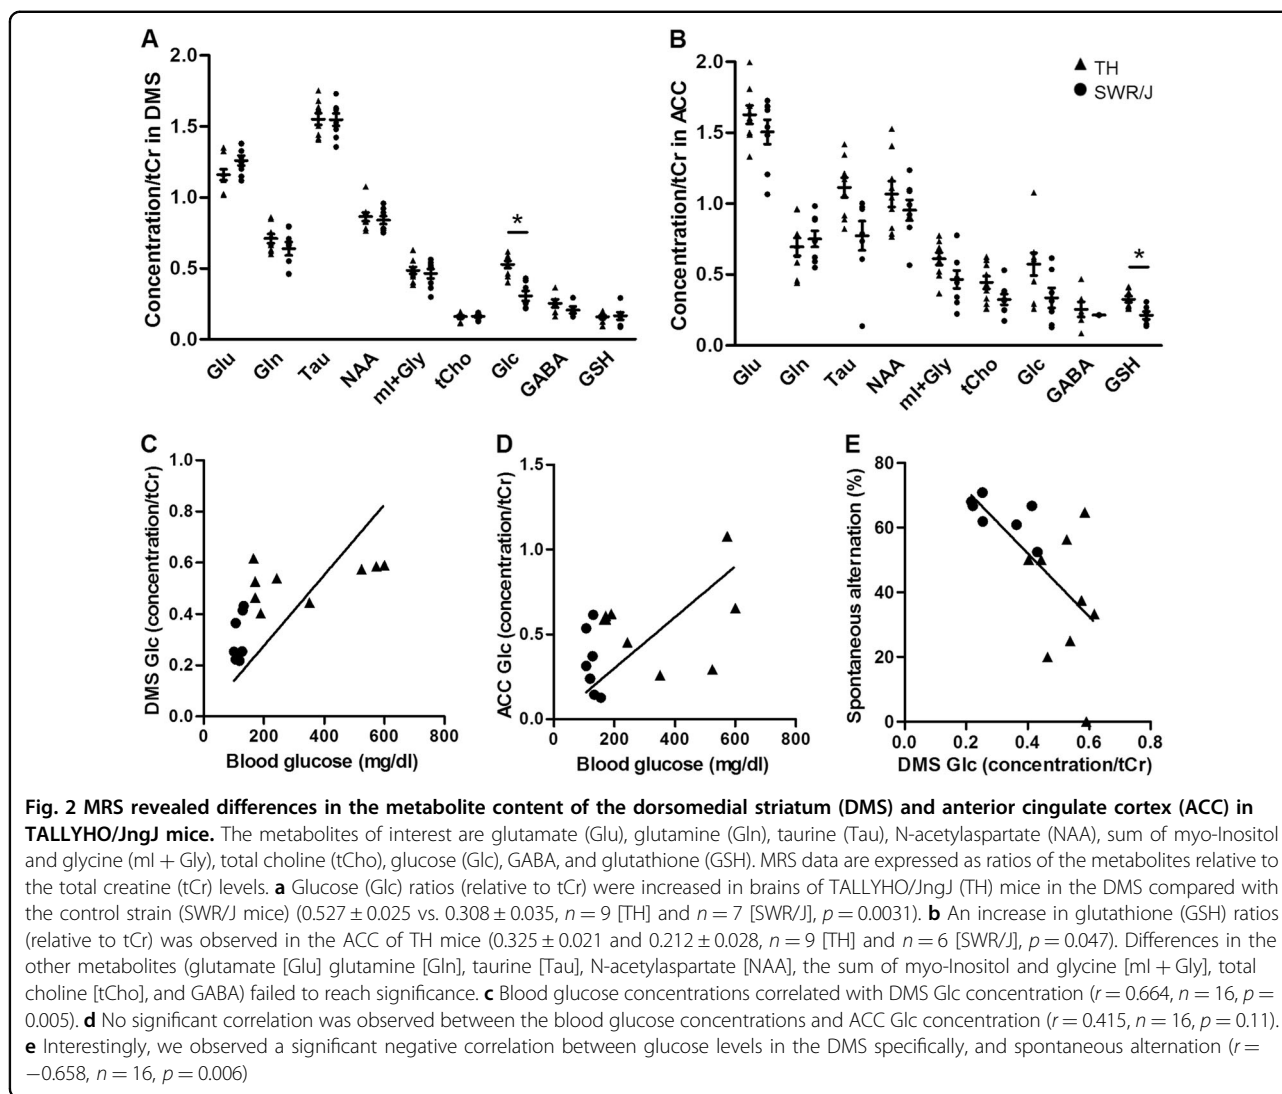 A
B
2.0
1.5
1.0
0.5
0.0
Concentration/tCr in DMS
*
Glu
Gln
Tau
NAA
mI+Gly
tCho
Glc
GABA
GSH
2.0
1.5
1.0
0.5
0.0
Concentration/tCr in ACC
TH
SWR/J
*
Glu
Gln
Tau
NAA
mI+Gly
tCho
Glc
GABA
GSH
C
1.0
0.8
0.6
0.4
0.2
0.0
DMS Glc (concentration/tCr)
0 200 400 600 800
Blood glucose (mg/dl)
D
1.5
1.0
0.5
0.0
ACC Glc (concentration/tCr)
0 200 400 600 800
Blood glucose (mg/dl)
E
80
60
40
20
0
Spontaneous alternation (%)
0.0 0.2 0.4 0.6 0.8
DMS Glc (concentration/tCr)
Fig. 2 MRS revealed differences in the metabolite content of the dorsomedial striatum (DMS) and anterior cingulate cortex (ACC) in
TALLYHO/JngJ mice. The metabolites of interest are glutamate (Glu), glutamine (Gln), taurine (Tau), N-acetylaspartate (NAA), sum of myo-Inositol
and glycine (mI + Gly), total choline (tCho), glucose (Glc), GABA, and glutathione (GSH). MRS data are expressed as ratios of the metabolites relative to
the total creatine (tCr) levels. a Glucose (Glc) ratios (relative to tCr) were increased in brains of TALLYHO/JngJ (TH) mice in the DMS compared with
the control strain (SWR/J mice) (0.527 ± 0.025 vs. 0.308 ± 0.035, n = 9 [TH] and n = 7 [SWR/J], p = 0.0031). b An increase in glutathione (GSH) ratios
(relative to tCr) was observed in the ACC of TH mice (0.325 ± 0.021 and 0.212 ± 0.028, n = 9 [TH] and n = 6 [SWR/J], p = 0.047). Differences in the
other metabolites (glutamate [Glu] glutamine [Gln], taurine [Tau], N-acetylaspartate [NAA], the sum of myo-Inositol and glycine [mI + Gly], total
choline [tCho], and GABA) failed to reach significance. c Blood glucose concentrations correlated with DMS Glc concentration (r = 0.664, n = 16, p =
0.005). d No significant correlation was observed between the blood glucose concentrations and ACC Glc concentration (r = 0.415, n = 16, p = 0.11).
e Interestingly, we observed a significant negative correlation between glucose levels in the DMS specifically, and spontaneous alternation (r =
−0.658, n = 16, p = 0.006)